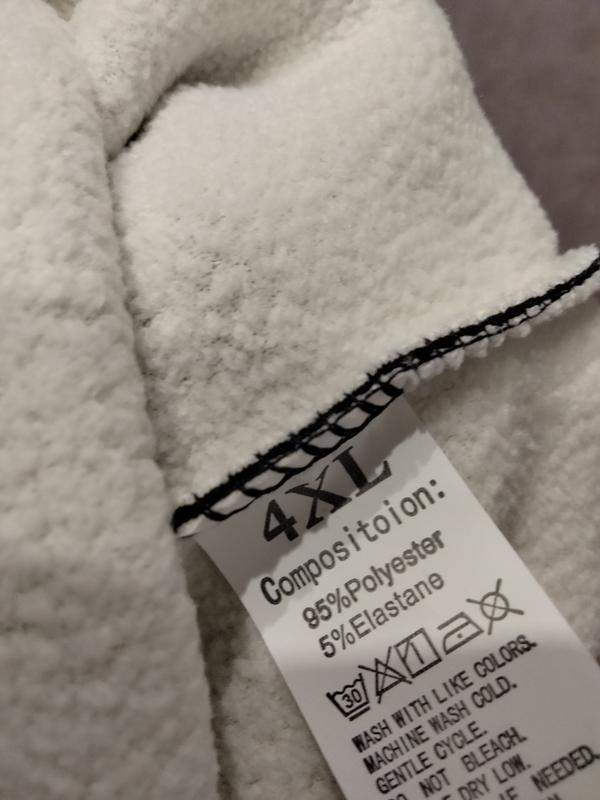 4XL
Compositoion:
95%Polyester
5%Elastane
30
WASH WITH LIKE COLORS.
MACHINE WASH COLD.
GENTLE CYCLE.
NOT BLEACH.
DRY LOW.
NEEDED.